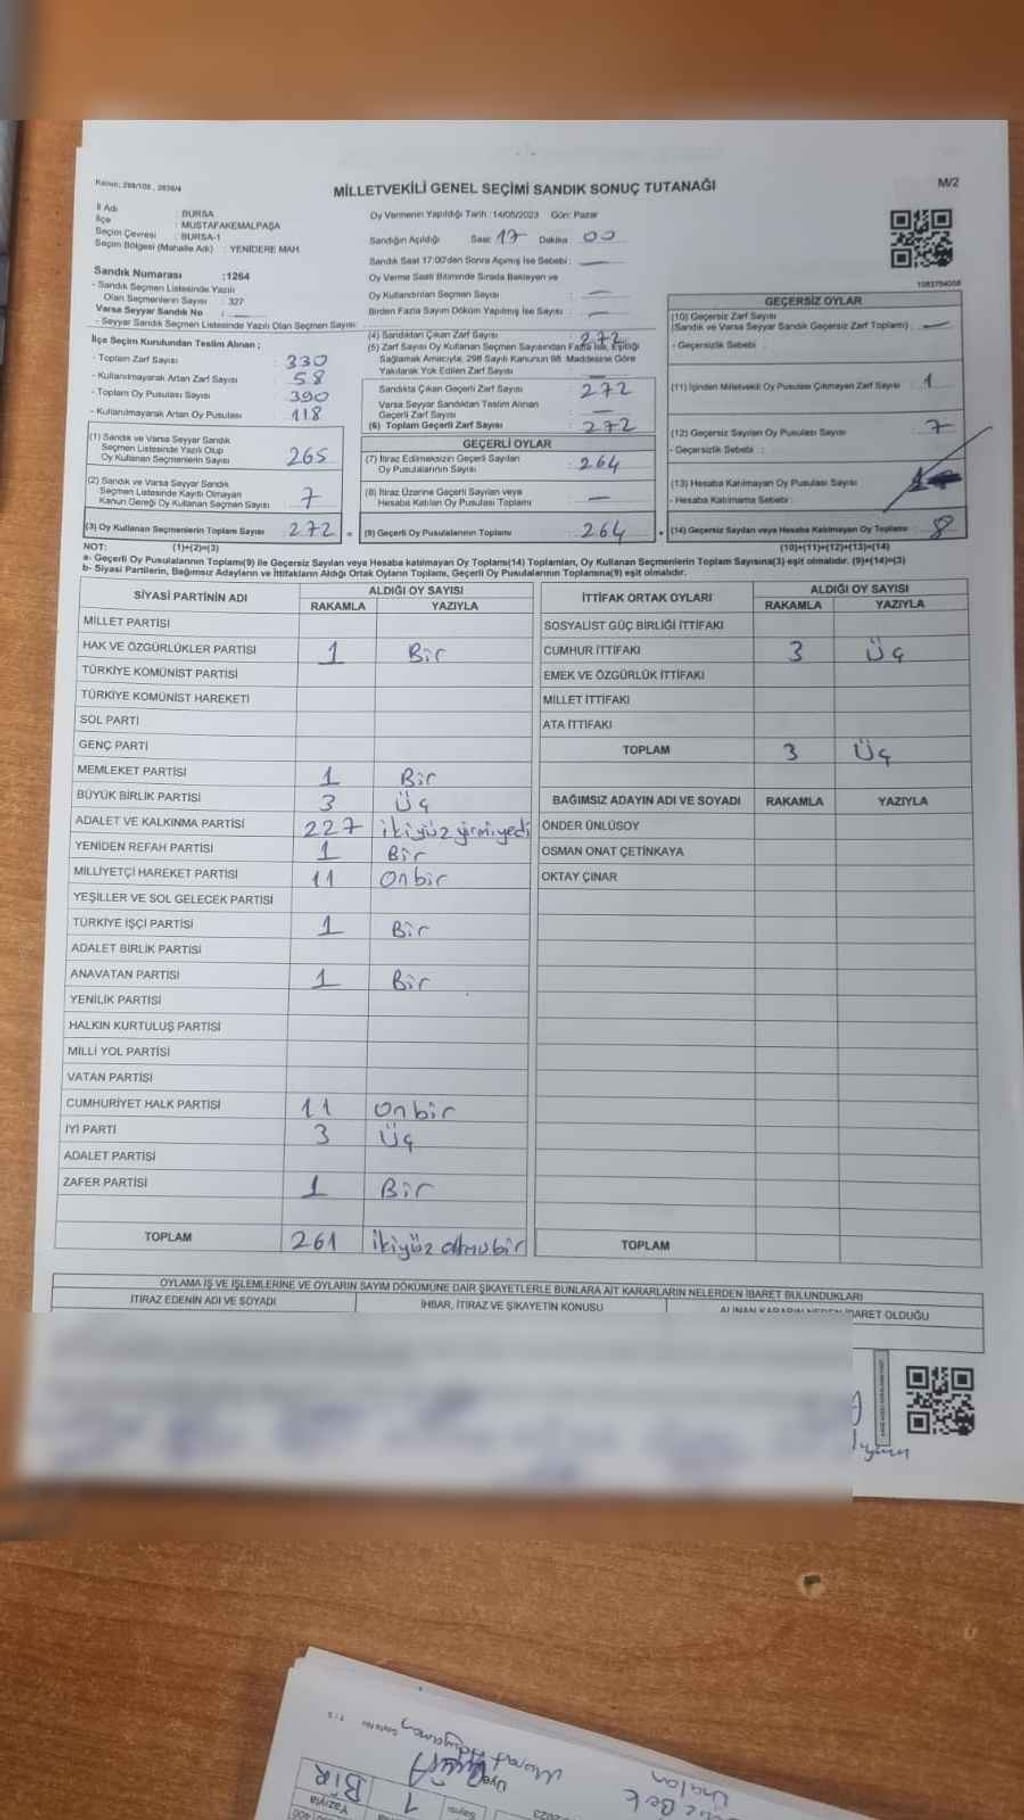 MİLLETVEKİLİ GENEL SEÇİMİ SANDIK SONUÇ TUTANAĞI
M/2
İl Adı : BURSA
İlçe : MUSTAFAKEMALPAŞA
Seçim Çevresi : BURSA-1
Seçim Bölgesi (Mahalle Adı) : YENİDERE MAH.
Oy Vermenin Yapıldığı Tarih :14/05/2023 Gün: Pazar
Sandığın Açıldığı Saat: 17 Dakika : 00
Sandık Saat 17:00'den Sonra Açılmış İse Sebebi : —
Oy Verme Saati Bitiminde Sırada Bekleyen ve
Oy Kullandırılan Seçmen Sayısı : —
Birden Fazla Sayım Döküm Yapılmış İse Sayısı : —
Sandık Numarası :1264
- Sandık Seçmen Listesinde Yazılı
Olan Seçmenlerin Sayısı : 327
Varsa Seyyar Sandık No : —
- Seyyar Sandık Seçmen Listesinde Yazılı Olan Seçmen Sayısı:
İlçe Seçim Kurulundan Teslim Alınan ;
- Toplam Zarf Sayısı : 330
- Kullanılmayarak Artan Zarf Sayısı : 58
- Toplam Oy Pusulası Sayısı : 390
- Kullanılmayarak Artan Oy Pusulası : 118
(1) Sandık ve Varsa Seyyar Sandık
Seçmen Listesinde Yazılı Olup
Oy Kullanan Seçmenlerin Sayısı : 265
(2) Sandık ve Varsa Seyyar Sandık
Seçmen Listesinde Kayıtlı Olmayan
Kanun Gereği Oy Kullanan Seçmen Sayısı : 7
(3) Oy Kullanan Seçmenlerin Toplam Sayısı : 272
(4) Sandıktan Çıkan Zarf Sayısı : 272
(5) Zarf Sayısı Oy Kullanan Seçmen Sayısından Fazla İse, Eşitliği
Sağlamak Amacıyla, 298 Sayılı Kanunun 98. Maddesine Göre
Yakılarak Yok Edilen Zarf Sayısı : —
Sandıkta Çıkan Geçerli Zarf Sayısı : 272
Varsa Seyyar Sandıktan Teslim Alınan
Geçerli Zarf Sayısı : —
(6) Toplam Geçerli Zarf Sayısı : 272
GEÇERLİ OYLAR
(7) İtiraz Edilmeksizin Geçerli Sayılan
Oy Pusulalarının Sayısı : 264
(8) İtiraz Üzerine Geçerli Sayılan veya
Hesaba Katılan Oy Pusulası Toplamı : —
(9) Geçerli Oy Pusulalarının Toplamı : 264
GEÇERSİZ OYLAR
(10) Geçersiz Zarf Sayısı
(Sandık ve Varsa Seyyar Sandık Geçersiz Zarf Toplamı) : —
- Geçersizlik Sebebi :
(11) İçinden Milletvekili Oy Pusulası Çıkmayan Zarf Sayısı : 1
(12) Geçersiz Sayılan Oy Pusulası Sayısı : 7
- Geçersizlik Sebebi :
(13) Hesaba Katılmayan Oy Pusulası Sayısı :
- Hesaba Katılmama Sebebi :
(14) Geçersiz Sayılan veya Hesaba Katılmayan Oy Toplamı : 8
NOT: (1)+(2)=(3) (10)+(11)+(12)+(13)=(14)
a- Geçerli Oy Pusulalarının Toplamı(9) ile Geçersiz Sayılan veya Hesaba katılmayan Oy Toplamı(14) Toplamları, Oy Kullanan Seçmenlerin Toplam Sayısına(3) eşit olmalıdır. (9)+(14)=(3)
b- Siyasi Partilerin, Bağımsız Adayların ve İttifakların Aldığı Ortak Oyların Toplamı, Geçerli Oy Pusulalarının Toplamına(9) eşit olmalıdır.
SİYASİ PARTİNİN ADI ALDIĞI OY SAYISI
RAKAMLA YAZIYLA
MİLLET PARTİSİ
HAK VE ÖZGÜRLÜKLER PARTİSİ 1 Bir
TÜRKİYE KOMÜNİST PARTİSİ
TÜRKİYE KOMÜNİST HAREKETİ
SOL PARTİ
GENÇ PARTİ
MEMLEKET PARTİSİ 1 Bir
BÜYÜK BİRLİK PARTİSİ 3 Üç
ADALET VE KALKINMA PARTİSİ 227 ikiyüz yirmiyedi
YENİDEN REFAH PARTİSİ 1 Bir
MİLLİYETÇİ HAREKET PARTİSİ 11 Onbir
YEŞİLLER VE SOL GELECEK PARTİSİ
TÜRKİYE İŞÇİ PARTİSİ 1 Bir
ADALET BİRLİK PARTİSİ
ANAVATAN PARTİSİ 1 Bir
YENİLİK PARTİSİ
HALKIN KURTULUŞ PARTİSİ
MİLLİ YOL PARTİSİ
VATAN PARTİSİ
CUMHURİYET HALK PARTİSİ 11 Onbir
İYİ PARTİ 3 Üç
ADALET PARTİSİ
ZAFER PARTİSİ 1 Bir
TOPLAM 261 ikiyüz altmışbir
İTTİFAK ORTAK OYLARI ALDIĞI OY SAYISI
RAKAMLA YAZIYLA
SOSYALİST GÜÇ BİRLİĞİ İTTİFAKI
CUMHUR İTTİFAKI 3 Üç
EMEK VE ÖZGÜRLÜK İTTİFAKI
MİLLET İTTİFAKI
ATA İTTİFAKI
TOPLAM 3 Üç
BAĞIMSIZ ADAYIN ADI VE SOYADI RAKAMLA YAZIYLA
ÖNDER ÜNLÜSOY
OSMAN ONAT ÇETİNKAYA
OKTAY ÇINAR
TOPLAM
OYLAMA İŞ VE İŞLEMLERİNE VE OYLARIN SAYIM DÖKÜMÜNE DAİR ŞİKAYETLERLE BUNLARA AİT KARARLARIN NELERDEN İBARET BULUNDUKLARI
İTİRAZ EDENİN ADI VE SOYADI İHBAR, İTİRAZ VE ŞİKAYETİN KONUSU ALINAN KARARIN NEDEN İBARET OLDUĞU
Üye
BİR
1
Yazıyla
Sayısı